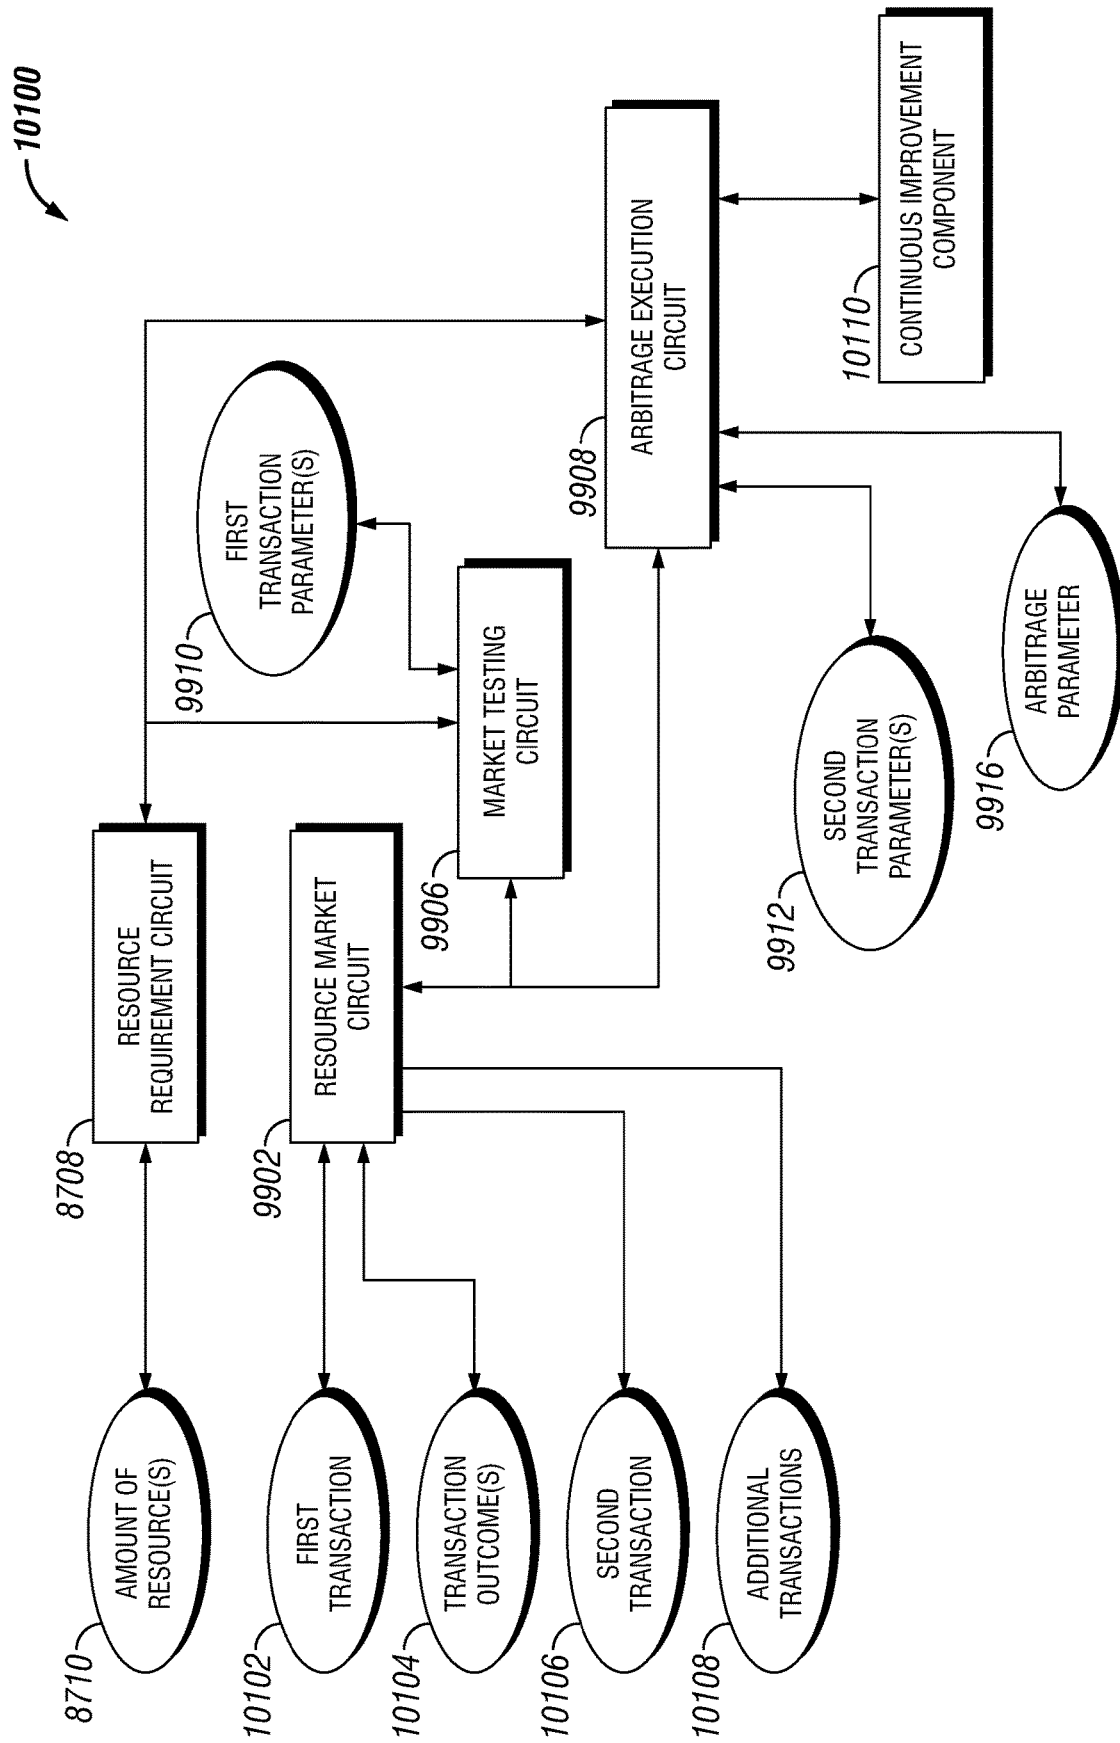 10100
8710
AMOUNT OF
RESOURCE(S)
8708
RESOURCE
REQUIREMENT CIRCUIT
9910
FIRST
TRANSACTION
PARAMETER(S)
10102
FIRST
TRANSACTION
9902
RESOURCE MARKET
CIRCUIT
10104
TRANSACTION
OUTCOME(S)
9906
MARKET TESTING
CIRCUIT
9908
ARBITRAGE EXECUTION
CIRCUIT
10106
SECOND
TRANSACTION
10108
ADDITIONAL
TRANSACTIONS
9912
SECOND
TRANSACTION
PARAMETER(S)
10110
CONTINUOUS IMPROVEMENT
COMPONENT
9916
ARBITRAGE
PARAMETER